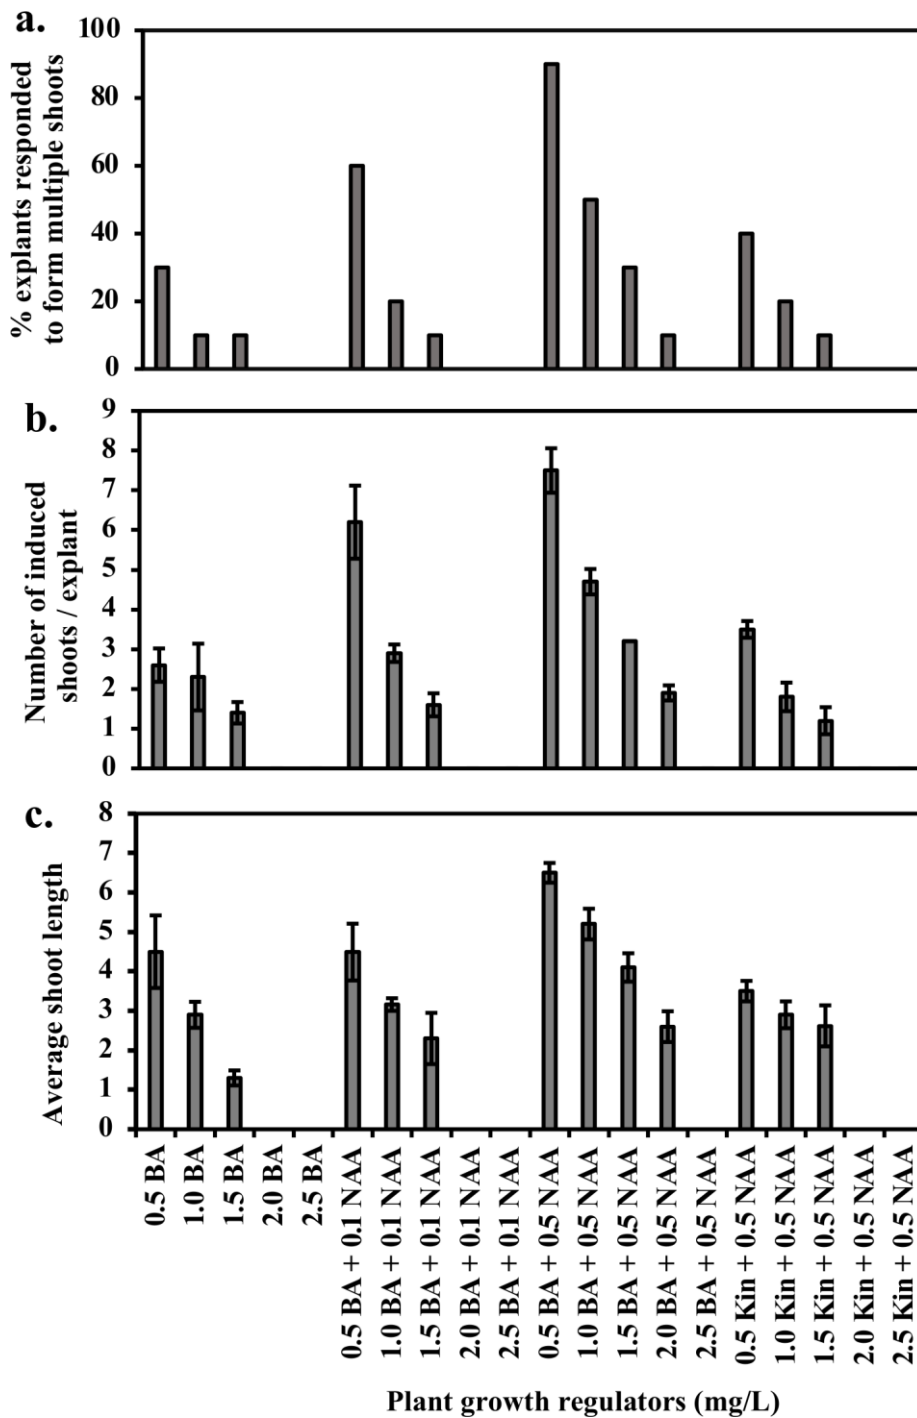 a.
% explants responded
to form multiple shoots
100
80
60
40
20
0
b.
Number of induced
shoots / explant
9
8
7
6
5
4
3
2
1
0
c.
Average shoot length
8
7
6
5
4
3
2
1
0
0.5 BA
1.0 BA
1.5 BA
2.0 BA
2.5 BA
0.5 BA + 0.1 NAA
1.0 BA + 0.1 NAA
1.5 BA + 0.1 NAA
2.0 BA + 0.1 NAA
2.5 BA + 0.1 NAA
0.5 BA + 0.5 NAA
1.0 BA + 0.5 NAA
1.5 BA + 0.5 NAA
2.0 BA + 0.5 NAA
2.5 BA + 0.5 NAA
0.5 Kin + 0.5 NAA
1.0 Kin + 0.5 NAA
1.5 Kin + 0.5 NAA
2.0 Kin + 0.5 NAA
2.5 Kin + 0.5 NAA
Plant growth regulators (mg/L)